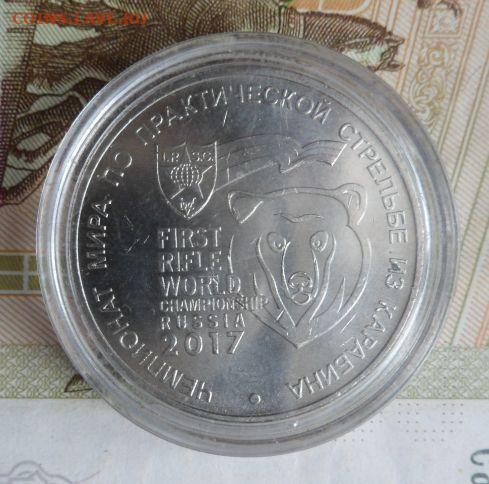 coins.lave.ru
ЧЕМПИОНАТ МИРА ПО ПРАКТИЧЕСКОЙ СТРЕЛЬБЕ ИЗ КАРАБИНА
I.P.S.C.
FIRST
RIFLE
WORLD
CHAMPIONSHIP
RUSSIA
2017